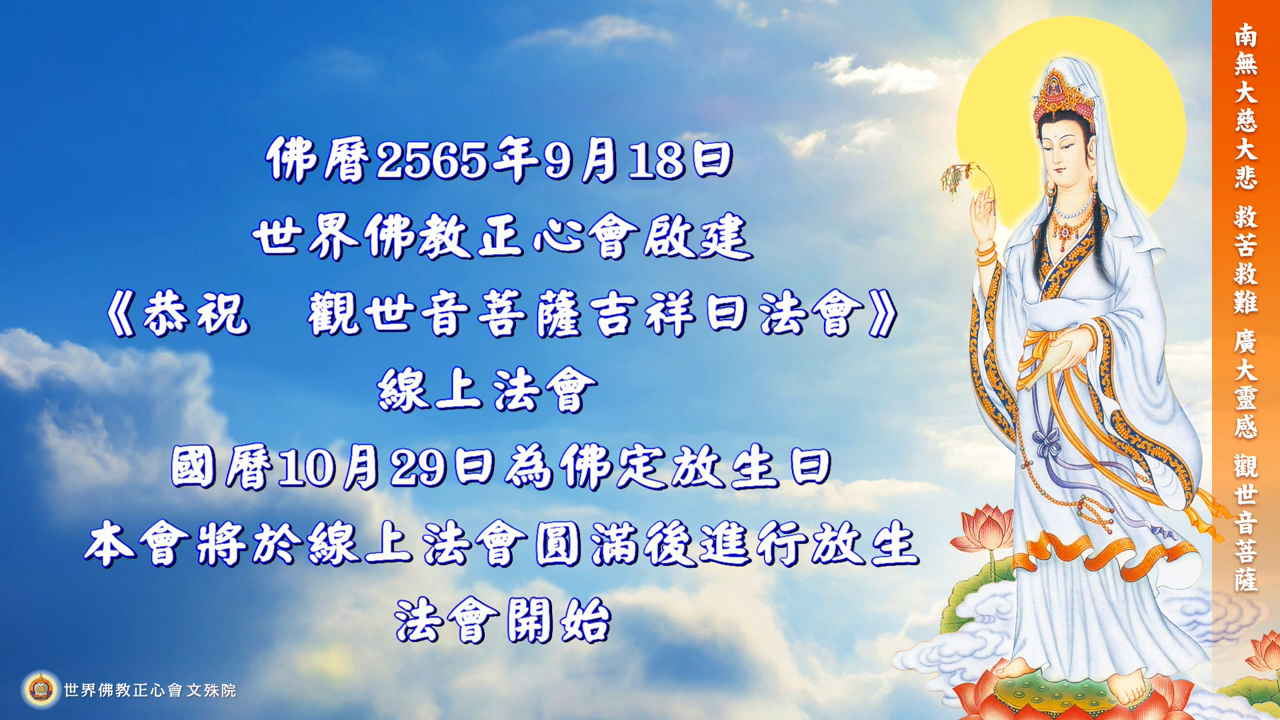 佛曆2565年9月18日
世界佛教正心會啟建
《恭祝　觀世音菩薩吉祥日法會》
線上法會
國曆10月29日為佛定放生日
本會將於線上法會圓滿後進行放生
法會開始
南無大慈大悲 救苦救難 廣大靈感 觀世音菩薩
世界佛教正心會 文殊院